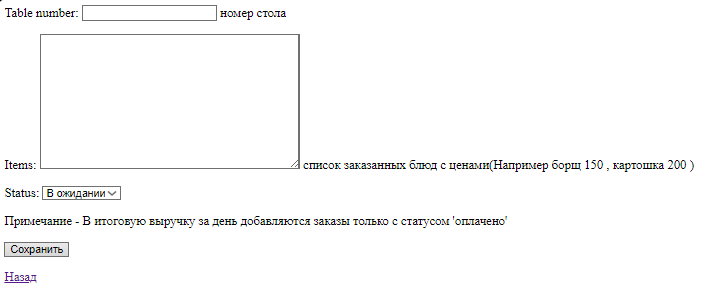 Table number: номер стола
Items: список заказанных блюд с ценами(Например борщ 150 , картошка 200 )
Status: В ожидании
Примечание - В итоговую выручку за день добавляются заказы только с статусом 'оплачено'
Сохранить
Назад